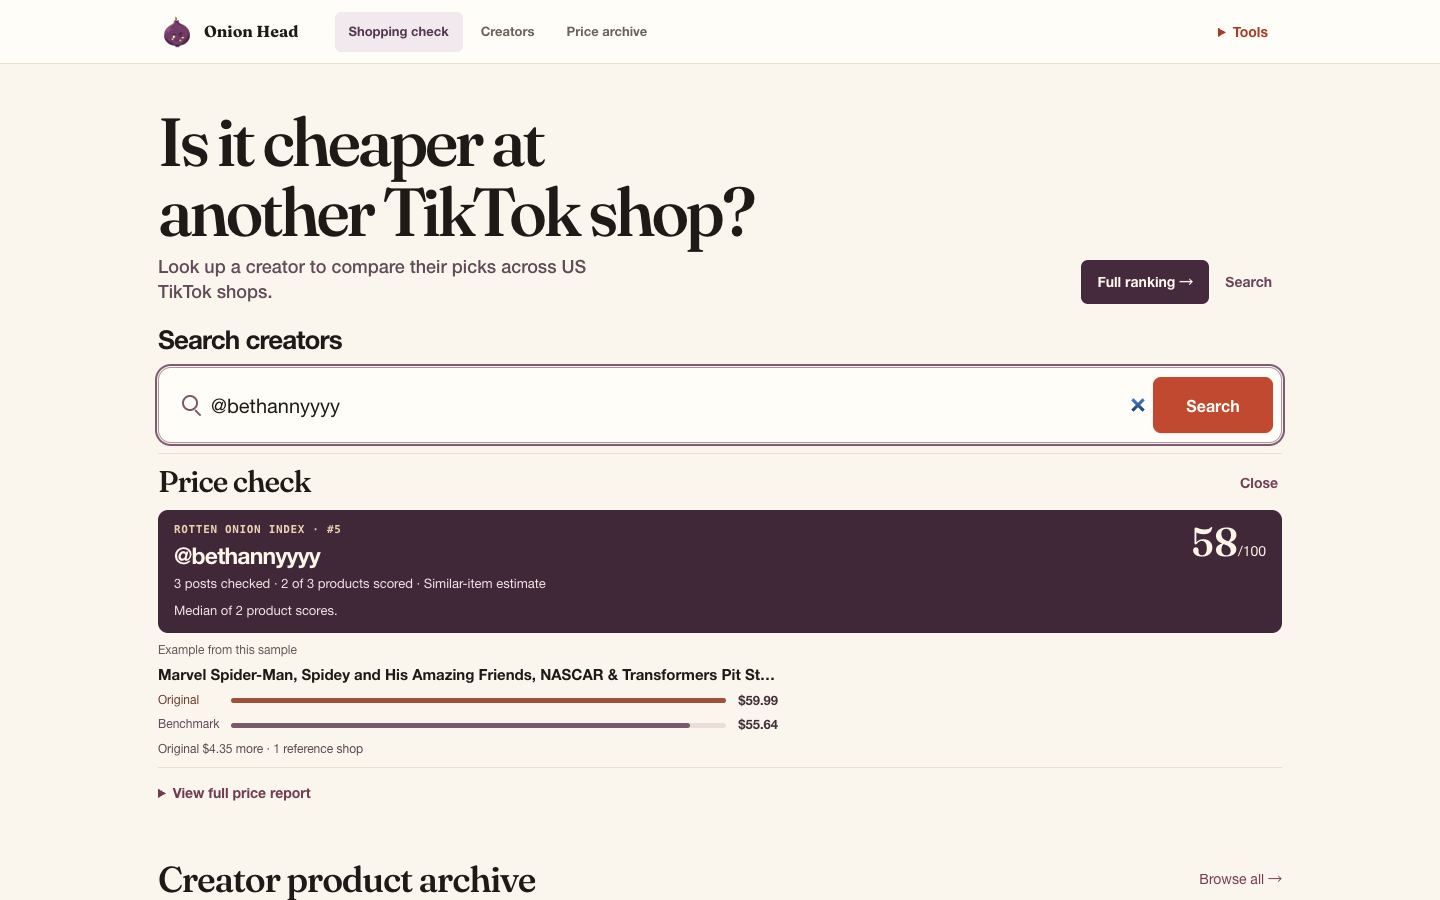 Onion Head
Shopping check
Creators
Price archive
Tools
Is it cheaper at
another TikTok shop?
Look up a creator to compare their picks across US
TikTok shops.
Full ranking →
Search
Search creators
@bethannyyyy
Search
Price check
Close
ROTTEN ONION INDEX · #5
@bethannyyyy
58/100
3 posts checked · 2 of 3 products scored · Similar-item estimate
Median of 2 product scores.
Example from this sample
Marvel Spider-Man, Spidey and His Amazing Friends, NASCAR & Transformers Pit St...
Original $59.99
Benchmark $55.64
Original $4.35 more · 1 reference shop
View full price report
Creator product archive
Browse all →